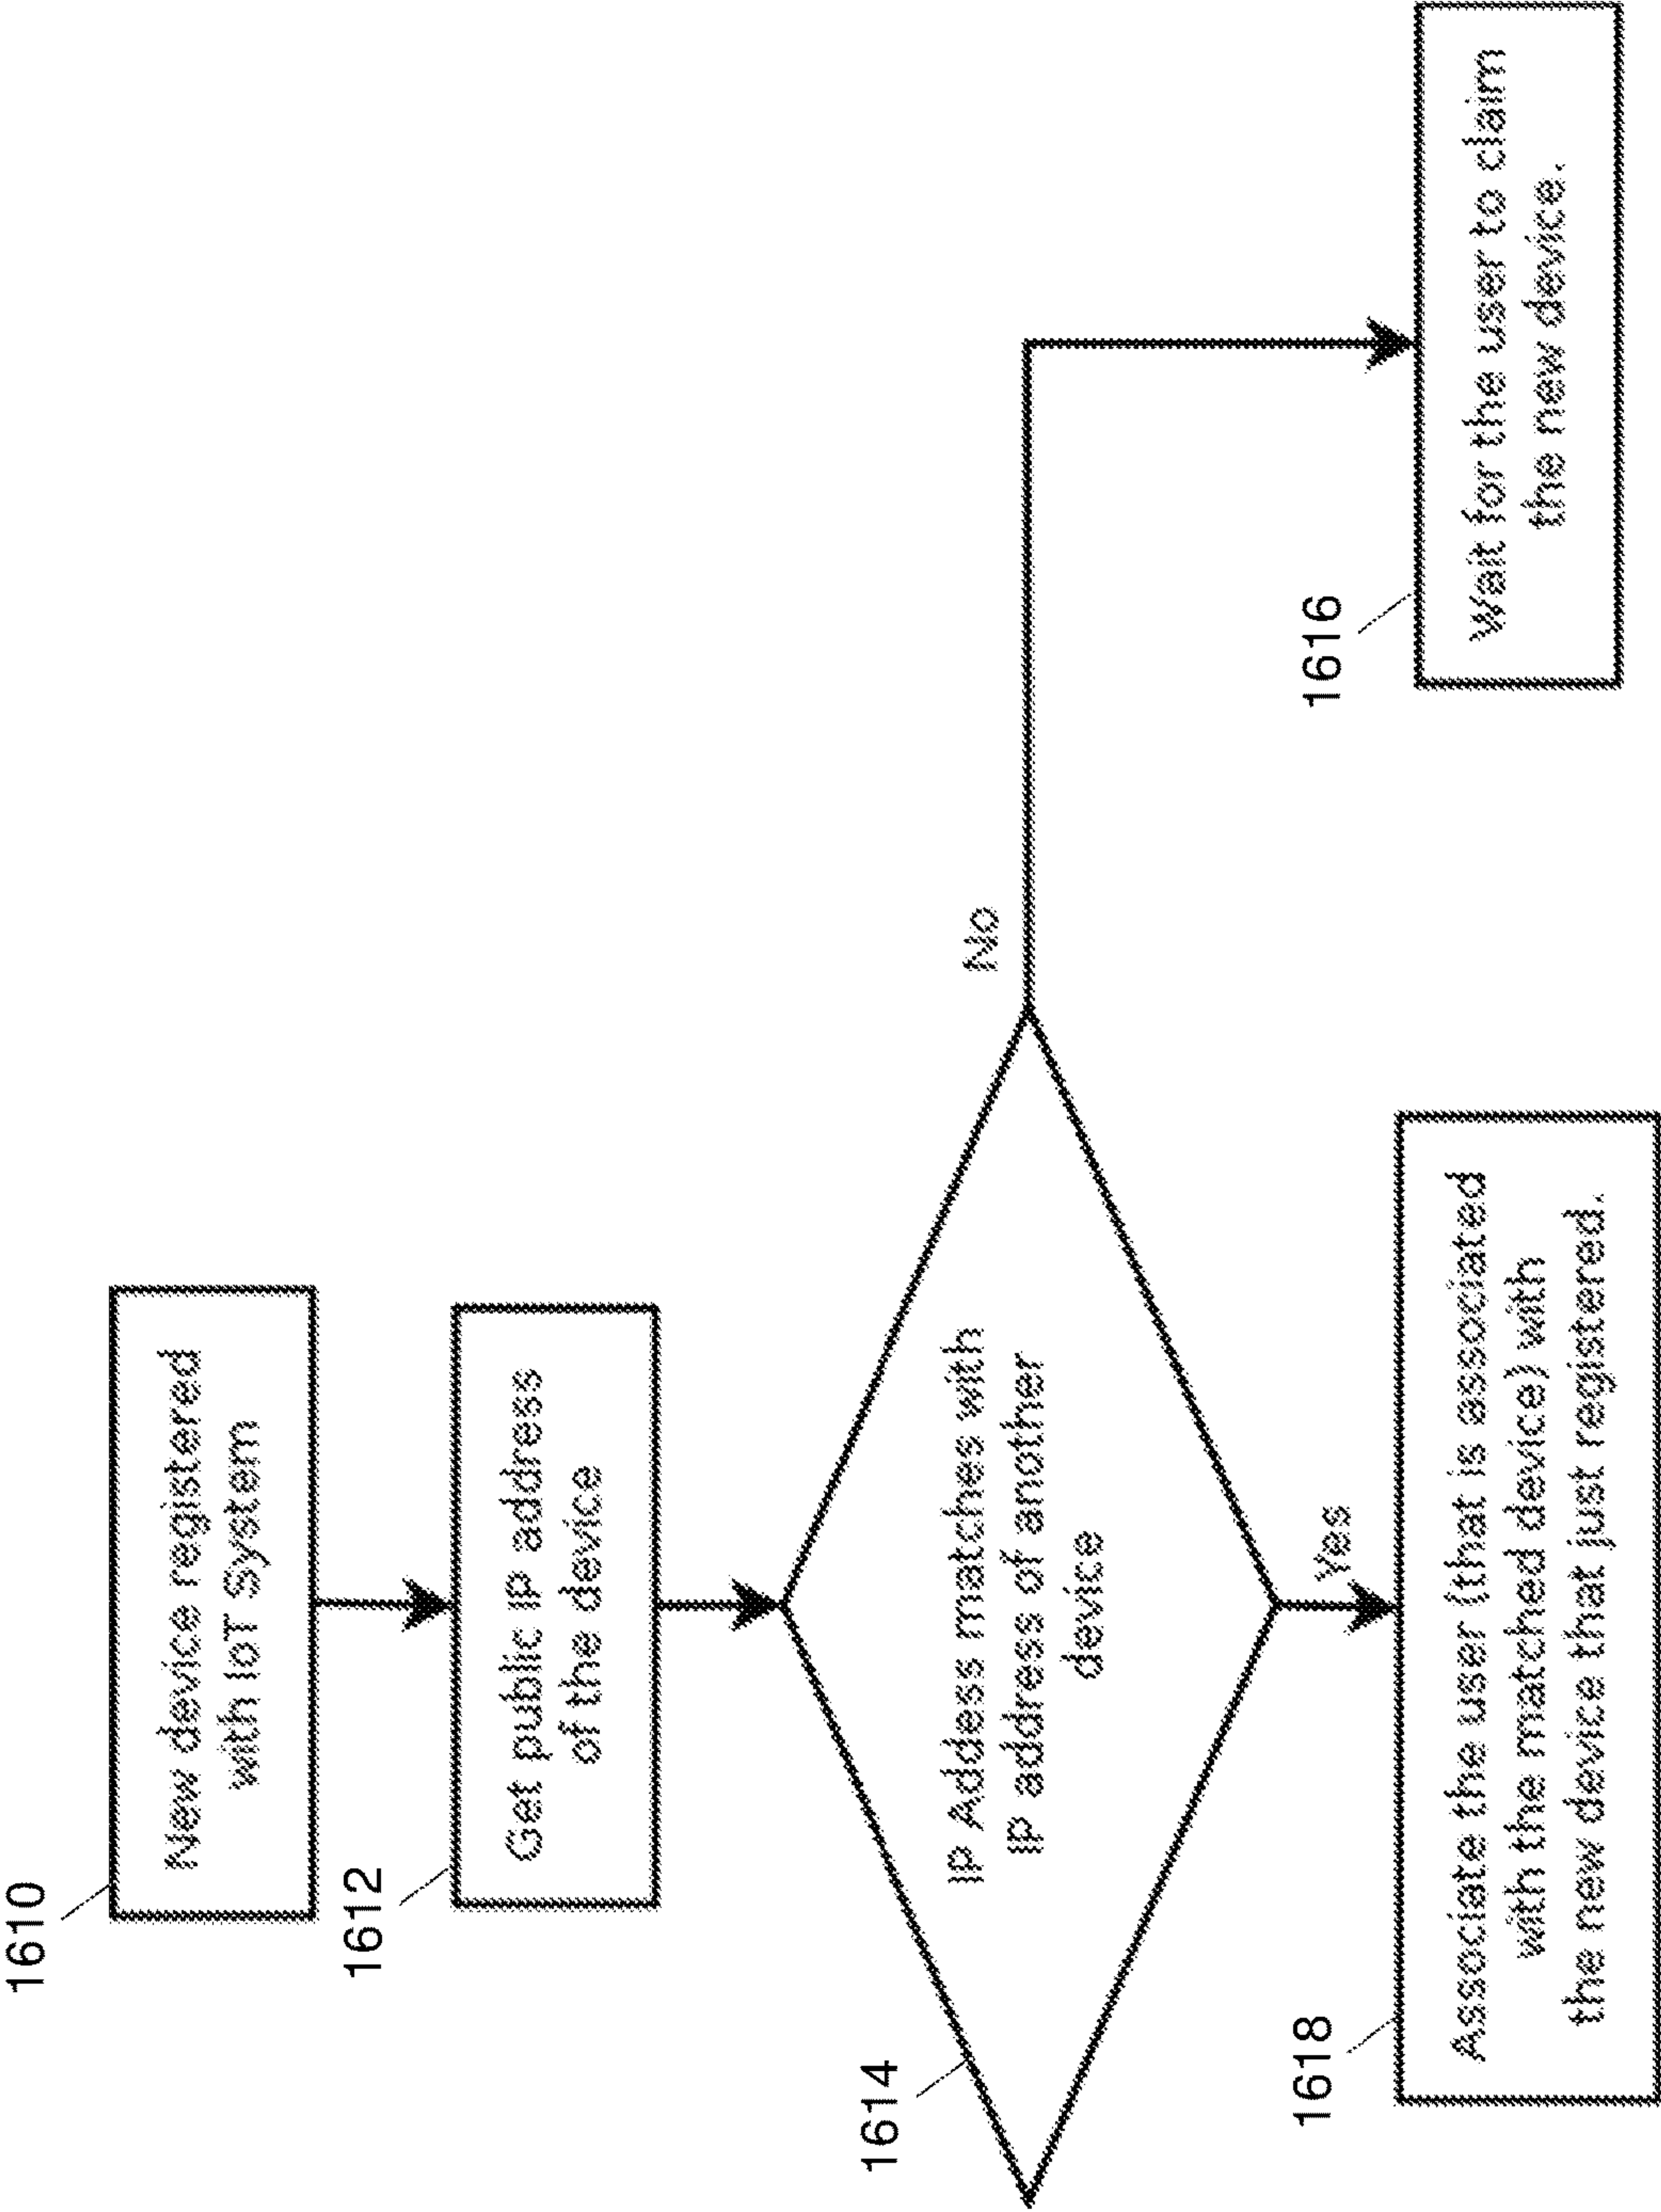 1610
New device registered
with IoT System
1612
Get public IP address
of the device
1614
IP Address matches with
IP address of another
device
No
Yes
1618
Associate the user (that is associated
with the matched device) with
the new device that just registered.
1616
Wait for the user to claim
the new device.